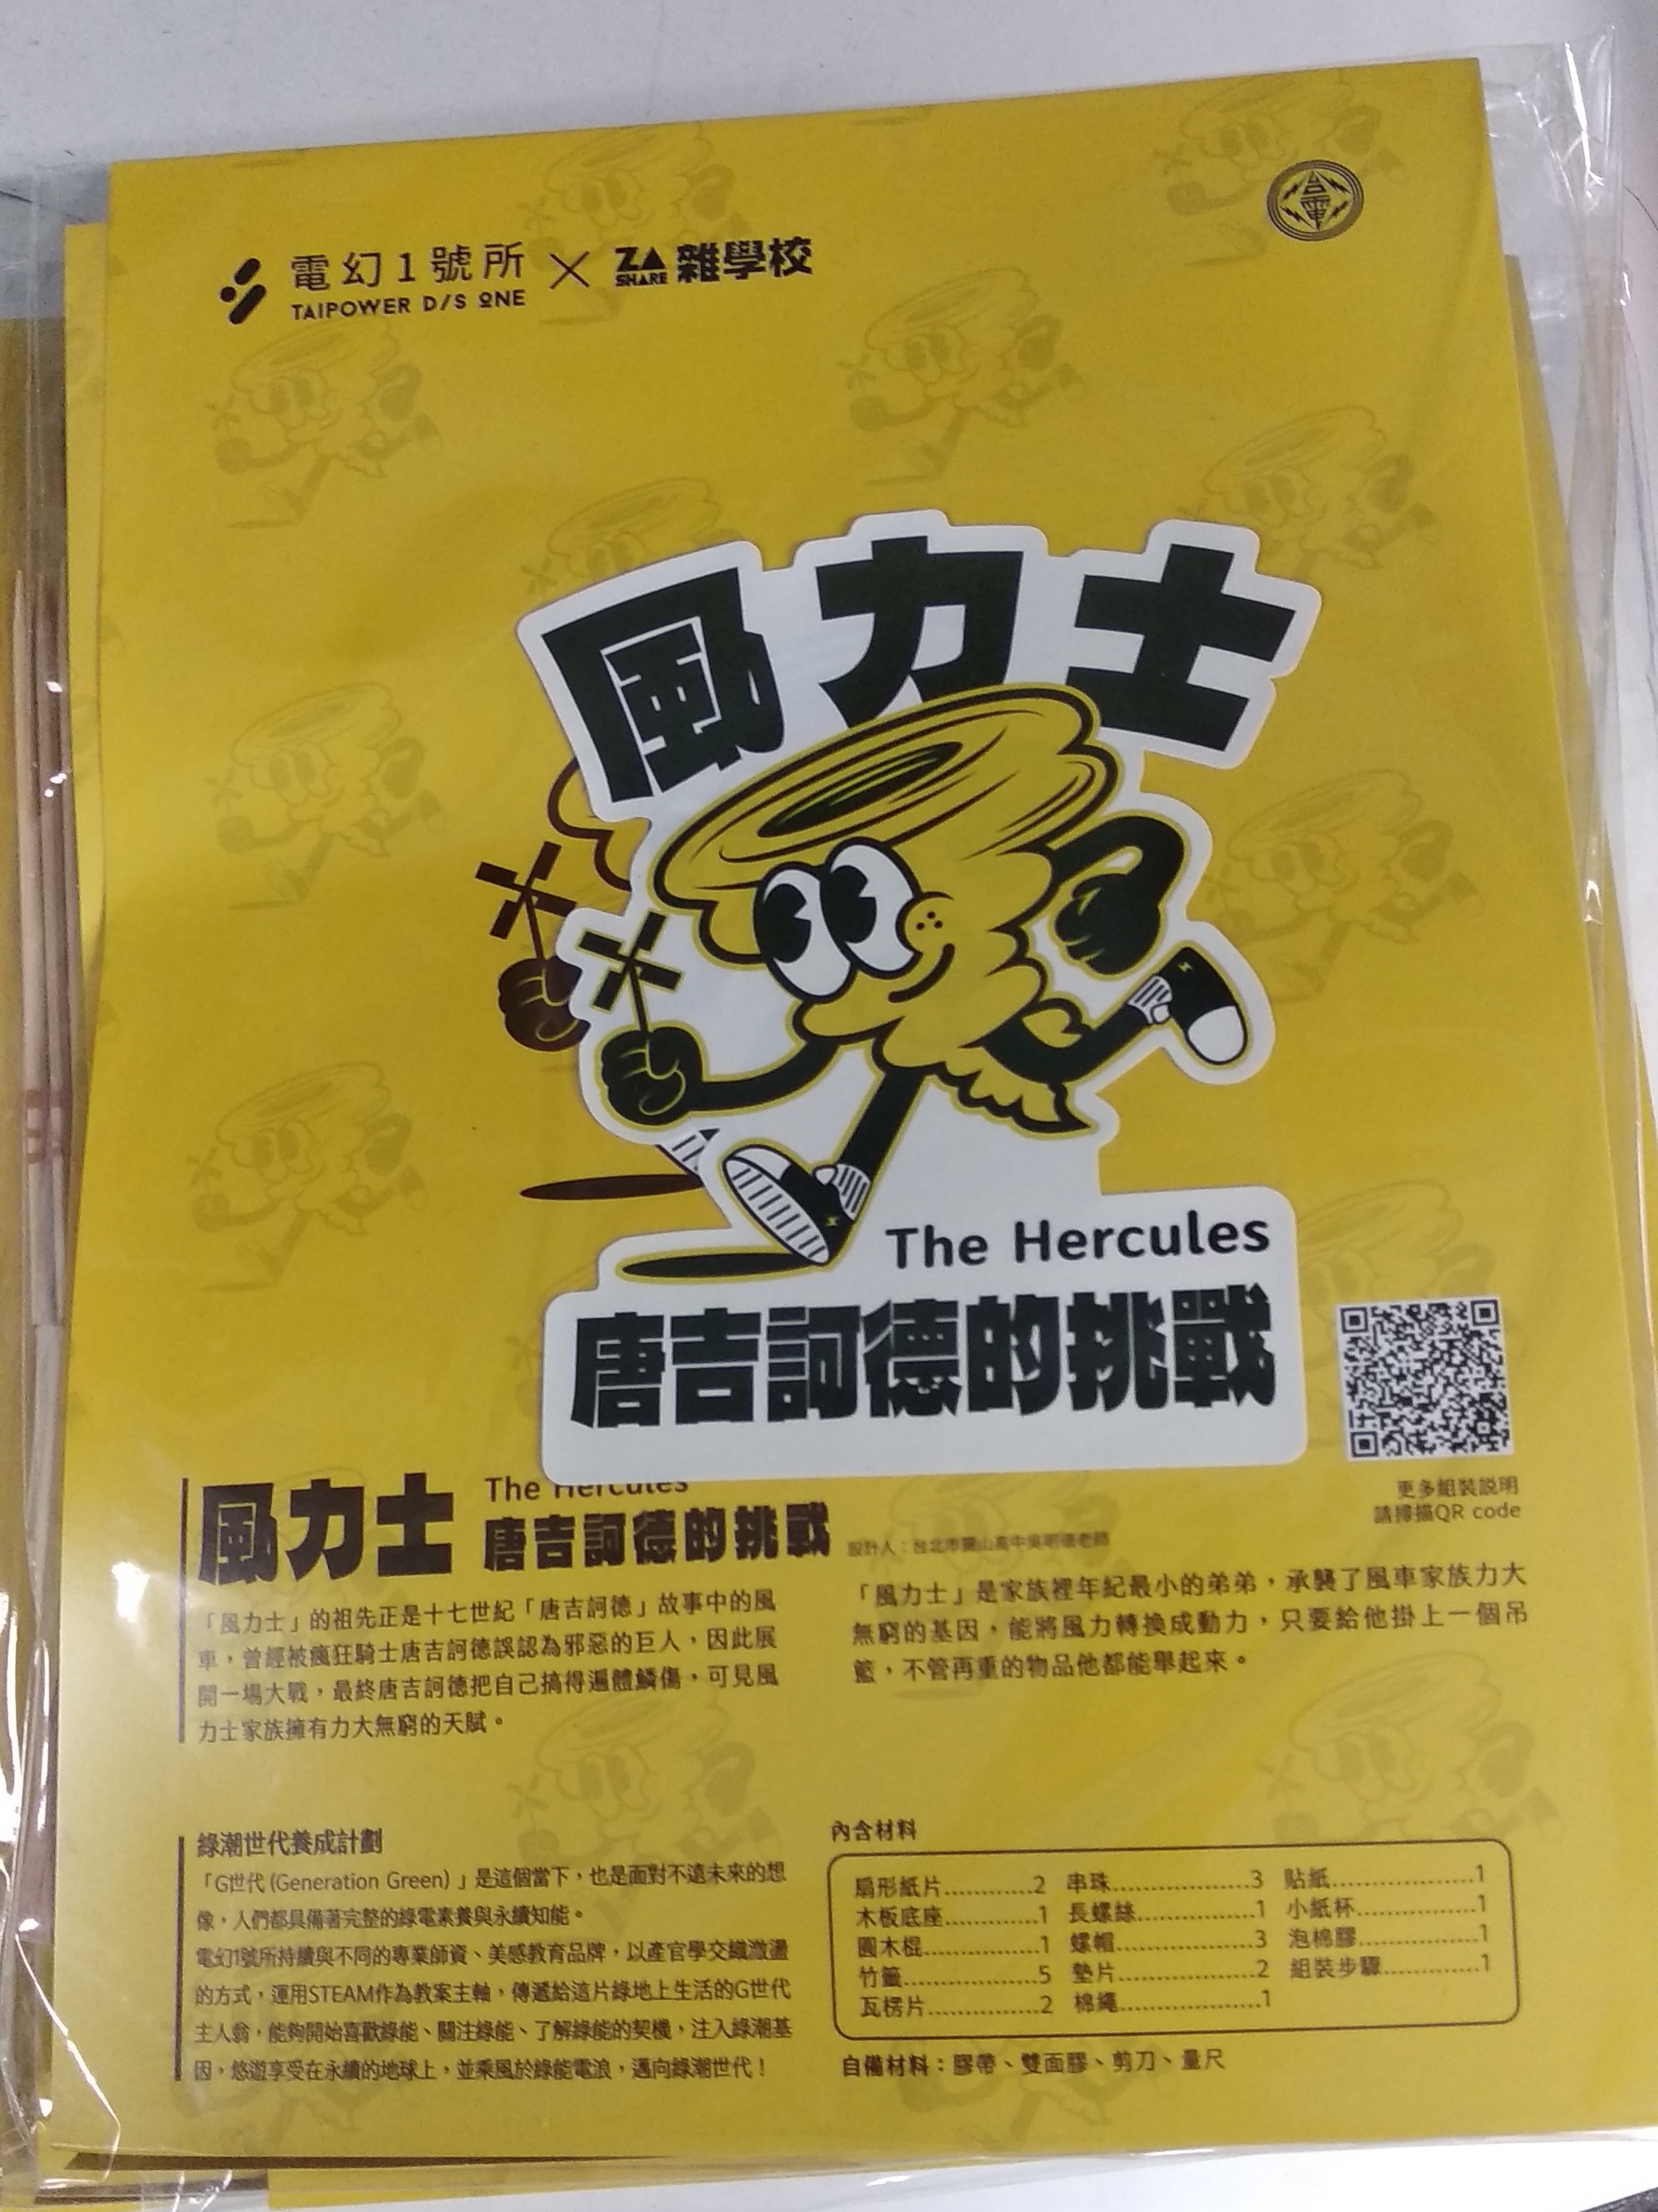 電幻1號所
TAIPOWER D/S ONE
×
ZA SHARE 雜學校
台電
風力士
The Hercules
唐吉訶德的挑戰
更多組裝說明
請掃描QR code
風力士
The Hercules
唐吉訶德的挑戰
設計人：台北市麗山高中吳明德老師
「風力士」的祖先正是十七世紀「唐吉訶德」故事中的風
車，曾經被瘋狂騎士唐吉訶德誤認為邪惡的巨人，因此展
開一場大戰，最終唐吉訶德把自己搞得遍體鱗傷，可見風
力士家族擁有力大無窮的天賦。
「風力士」是家族裡年紀最小的弟弟，承襲了風車家族力大
無窮的基因，能將風力轉換成動力，只要給他掛上一個吊
籃，不管再重的物品他都能舉起來。
綠潮世代養成計劃
「G世代 (Generation Green) 」是這個當下，也是面對不遠未來的想
像，人們都具備著完整的綠電素養與永續知能。
電幻1號所持續與不同的專業師資、美感教育品牌，以產官學交織激盪
的方式，運用STEAM作為教案主軸，傳遞給這片綠地上生活的G世代
主人翁，能夠開始喜歡綠能、關注綠能、了解綠能的契機，注入綠潮基
因，悠遊享受在永續的地球上，並乘風於綠能電浪，邁向綠潮世代！
內含材料
扇形紙片............2
木板底座............1
圓木棍...............1
竹籤..................5
瓦楞片...............2
串珠..................3
長螺絲...............1
螺帽..................3
墊片..................2
棉繩..................1
貼紙..................1
小紙杯...............1
泡棉膠...............1
組裝步驟............1
自備材料：膠帶、雙面膠、剪刀、量尺